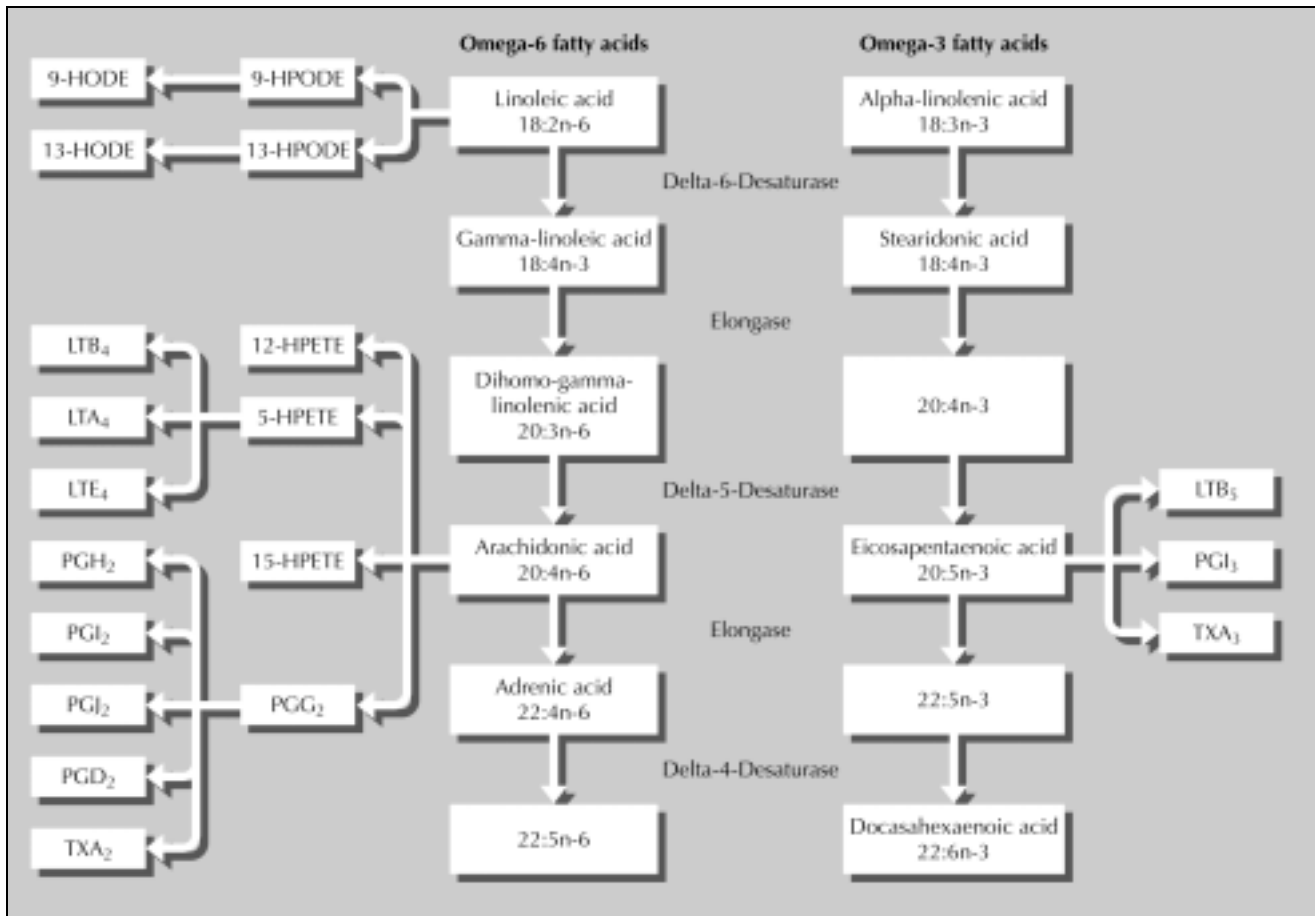 Omega-6 fatty acids
Omega-3 fatty acids
9-HODE
9-HPODE
Linoleic acid
18:2n-6
Alpha-linolenic acid
18:3n-3
13-HODE
13-HPODE
Delta-6-Desaturase
Gamma-linoleic acid
18:4n-3
Stearidonic acid
18:4n-3
Elongase
LTB4
12-HPETE
Dihomo-gamma-
linolenic acid
20:3n-6
20:4n-3
LTA4
5-HPETE
LTE4
Delta-5-Desaturase
LTB5
PGH2
15-HPETE
Arachidonic acid
20:4n-6
Eicosapentaenoic acid
20:5n-3
PGI3
PGI2
Elongase
TXA3
PGJ2
PGG2
Adrenic acid
22:4n-6
22:5n-3
PGD2
Delta-4-Desaturase
TXA2
22:5n-6
Docasahexaenoic acid
22:6n-3